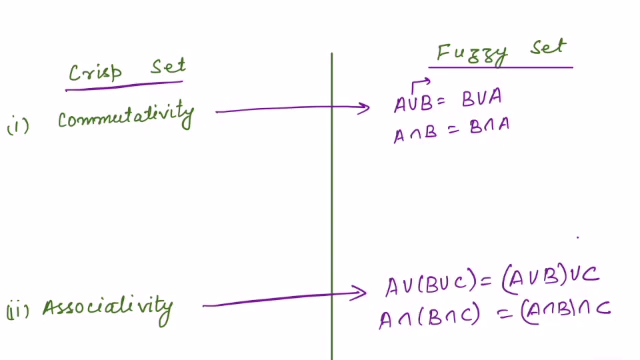 Crisp Set
Fuzzy Set
(i) Commutativity
A∪B = B∪A
A∩B = B∩A
(ii) Associativity
A∪(B∪C) = (A∪B)∪C
A∩(B∩C) = (A∩B)∩C